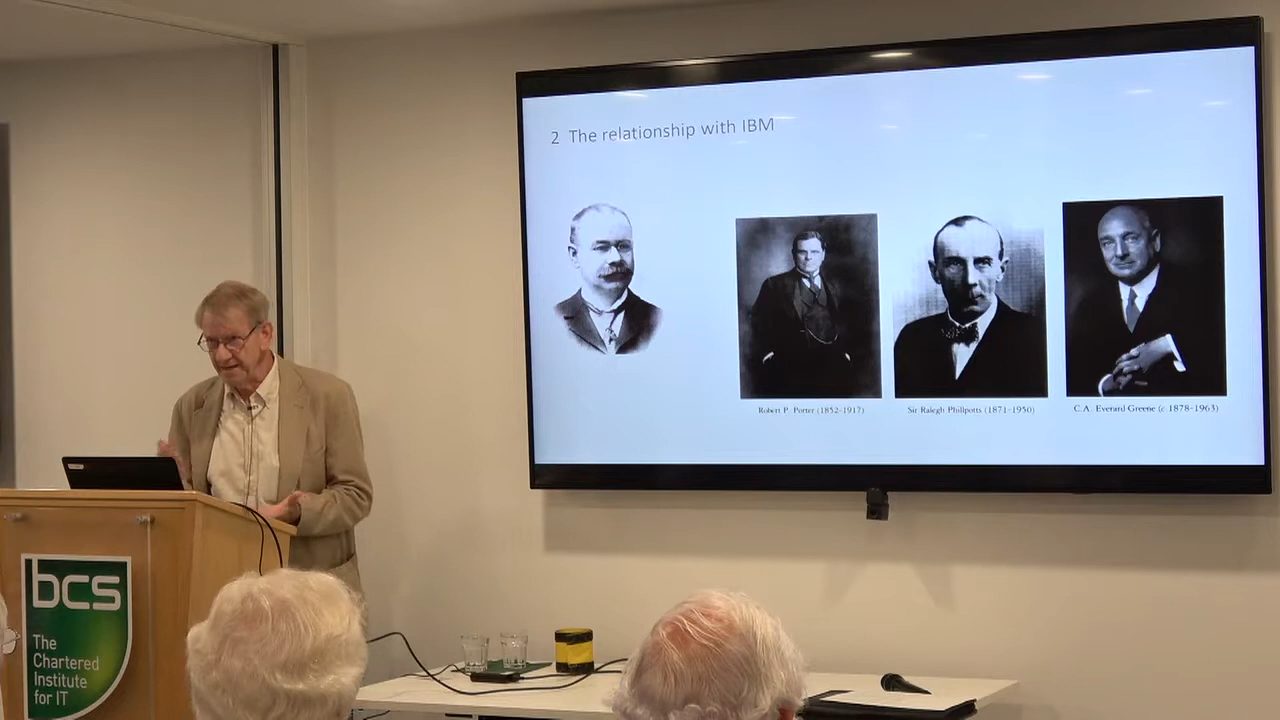 2 The relationship with IBM
Robert P. Porter (1852-1917)
Sir Ralegh Phillpotts (1871-1950)
C.A. Everard Greene (c 1878-1963)
bcs
The
Chartered
Institute
for IT